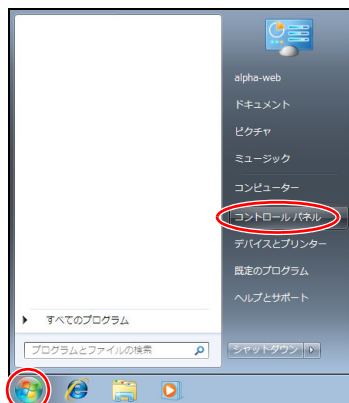 alpha-web
ドキュメント
ピクチャ
ミュージック
コンピューター
コントロール パネル
デバイスとプリンター
既定のプログラム
ヘルプとサポート
すべてのプログラム
プログラムとファイルの検索
シャットダウン